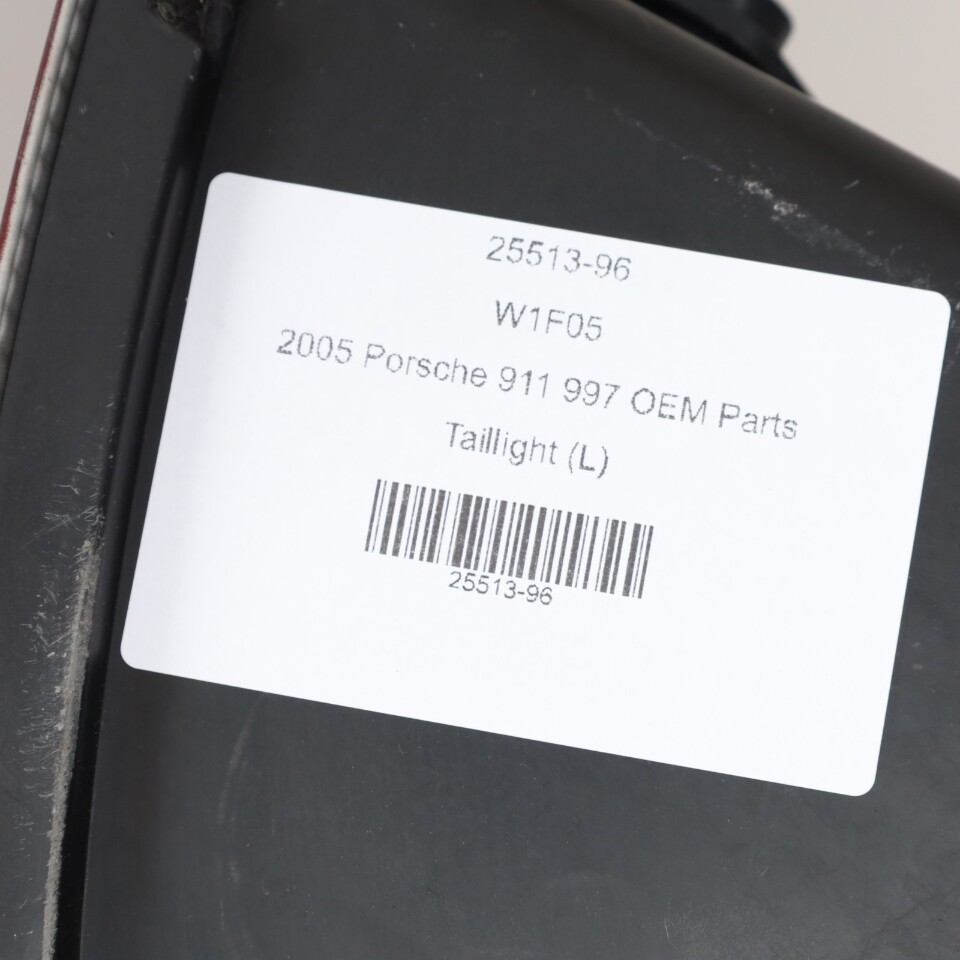 25513-96
W1F05
2005 Porsche 911 997 OEM Parts
Taillight (L)
25513-96